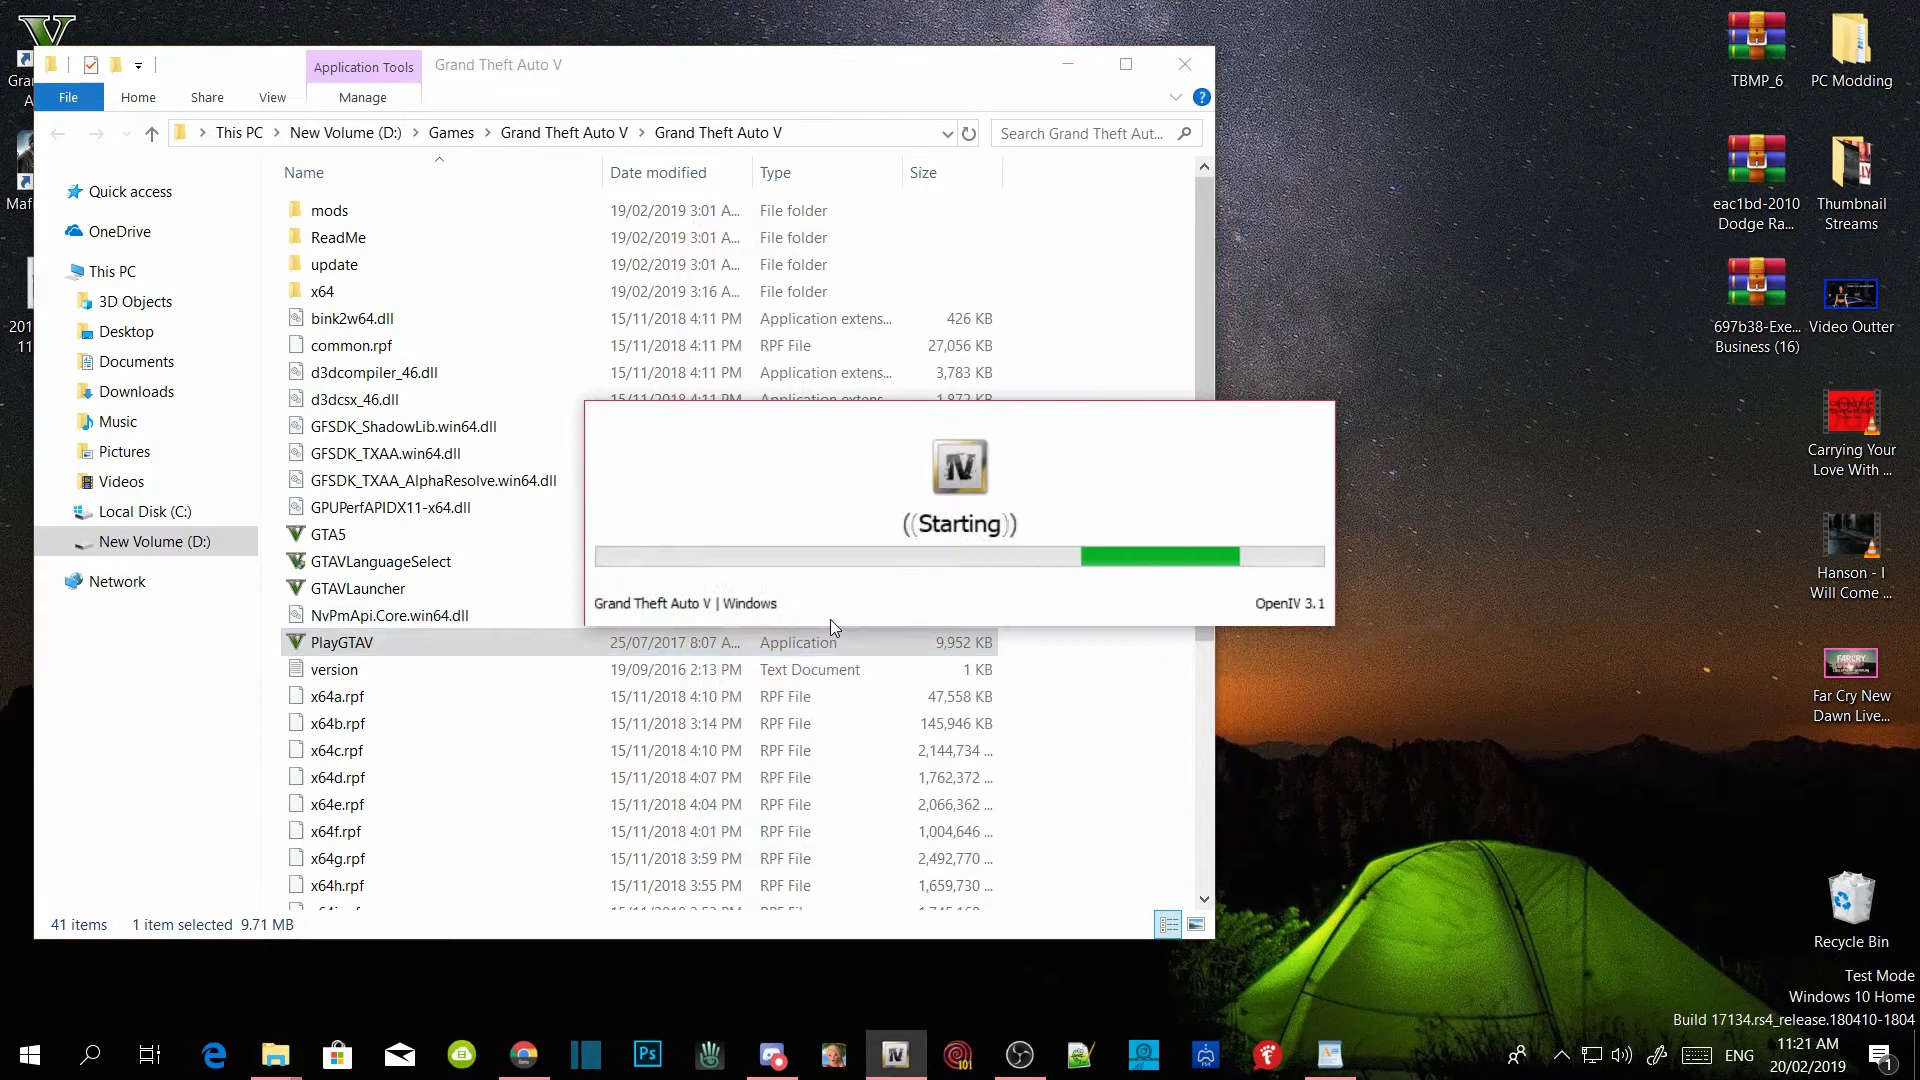 Application Tools
Grand Theft Auto V
File
Home
Share
View
Manage
This PC
New Volume (D:)
Games
Grand Theft Auto V
Grand Theft Auto V
Search Grand Theft Aut...
Name
Date modified
Type
Size
Quick access
OneDrive
This PC
3D Objects
Desktop
Documents
Downloads
Music
Pictures
Videos
Local Disk (C:)
New Volume (D:)
Network
mods 19/02/2019 3:01 A... File folder
ReadMe 19/02/2019 3:01 A... File folder
update 19/02/2019 3:01 A... File folder
x64 19/02/2019 3:16 A... File folder
bink2w64.dll 15/11/2018 4:11 PM Application extens... 426 KB
common.rpf 15/11/2018 4:11 PM RPF File 27,056 KB
d3dcompiler_46.dll 15/11/2018 4:11 PM Application extens... 3,783 KB
d3dcsx_46.dll 15/11/2018 4:11 PM Application extens... 1,872 KB
GFSDK_ShadowLib.win64.dll
GFSDK_TXAA.win64.dll
GFSDK_TXAA_AlphaResolve.win64.dll
GPUPerfAPIDX11-x64.dll
GTA5
GTAVLanguageSelect
GTAVLauncher
NvPmApi.Core.win64.dll
PlayGTAV 25/07/2017 8:07 A... Application 9,952 KB
version 19/09/2016 2:13 PM Text Document 1 KB
x64a.rpf 15/11/2018 4:10 PM RPF File 47,558 KB
x64b.rpf 15/11/2018 3:14 PM RPF File 145,946 KB
x64c.rpf 15/11/2018 4:10 PM RPF File 2,144,734 ...
x64d.rpf 15/11/2018 4:07 PM RPF File 1,762,372 ...
x64e.rpf 15/11/2018 4:04 PM RPF File 2,066,362 ...
x64f.rpf 15/11/2018 4:01 PM RPF File 1,004,646 ...
x64g.rpf 15/11/2018 3:59 PM RPF File 2,492,770 ...
x64h.rpf 15/11/2018 3:55 PM RPF File 1,659,730 ...
41 items 1 item selected 9.71 MB
IV
((Starting))
Grand Theft Auto V | Windows
OpenIV 3.1
TBMP_6
PC Modding
eac1bd-2010
Dodge Ra...
Thumbnail
Streams
697b38-Exe...
Business (16)
Video Outter
Carrying Your
Love With ...
Hanson - I
Will Come ...
FARCRY
Far Cry New
Dawn Live...
Recycle Bin
Test Mode
Windows 10 Home
Build 17134.rs4_release.180410-1804
Ps
IV
101
ENG
11:21 AM
20/02/2019
1